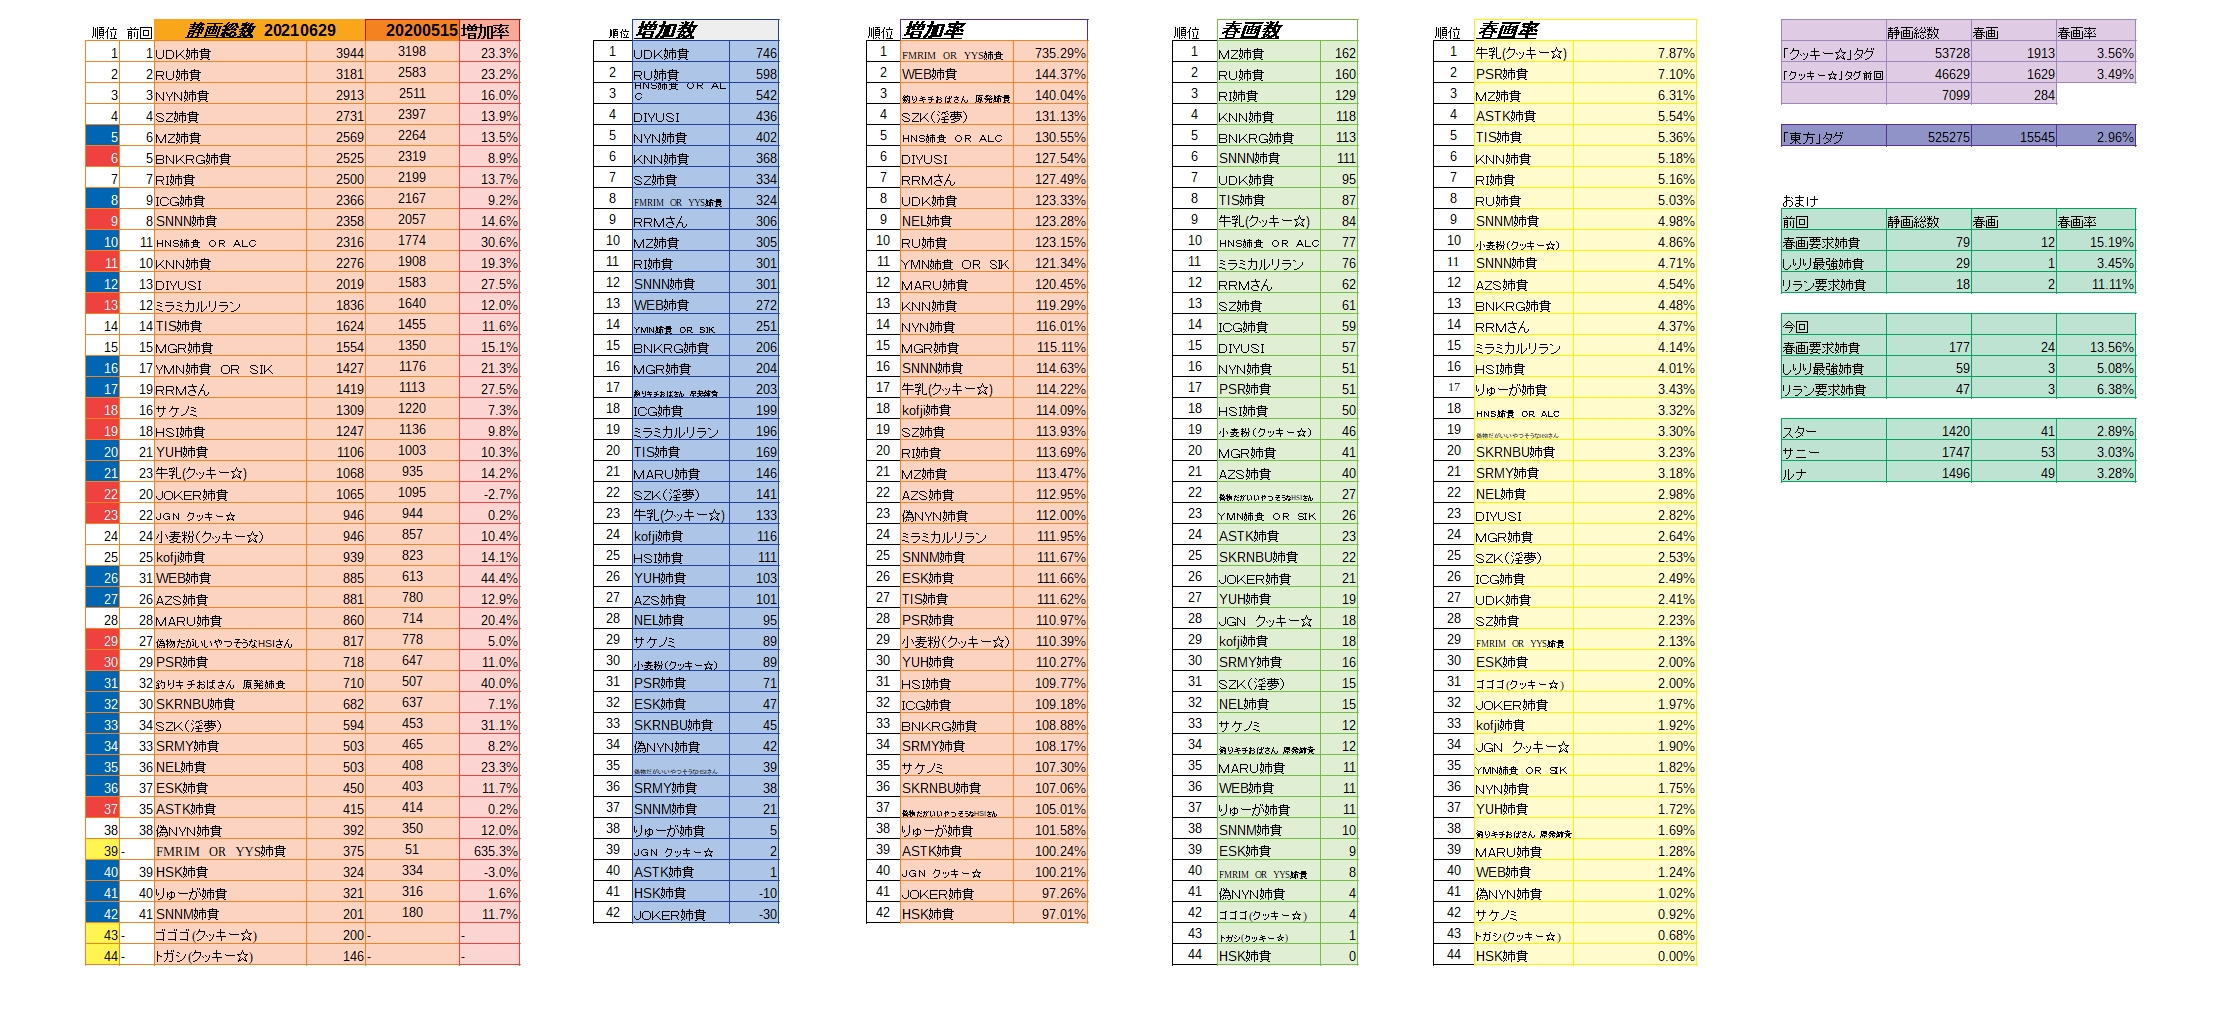 順位 前回 静画総数 20210629 20200515 増加率
1 1 UDK姉貴 3944 3198 23.3%
2 2 RU姉貴 3181 2583 23.2%
3 3 NYN姉貴 2913 2511 16.0%
4 4 SZ姉貴 2731 2397 13.9%
5 6 MZ姉貴 2569 2264 13.5%
6 5 BNKRG姉貴 2525 2319 8.9%
7 7 RI姉貴 2500 2199 13.7%
8 9 ICG姉貴 2366 2167 9.2%
9 8 SNNN姉貴 2358 2057 14.6%
10 11 HNS姉貴 OR ALC 2316 1774 30.6%
11 10 KNN姉貴 2276 1908 19.3%
12 13 DIYUSI 2019 1583 27.5%
13 12 ミラミカルリラン 1836 1640 12.0%
14 14 TIS姉貴 1624 1455 11.6%
15 15 MGR姉貴 1554 1350 15.1%
16 17 YMN姉貴 OR SIK 1427 1176 21.3%
17 19 RRMさん 1419 1113 27.5%
18 16 サケノミ 1309 1220 7.3%
19 18 HSI姉貴 1247 1136 9.8%
20 21 YUH姉貴 1106 1003 10.3%
21 23 牛乳(クッキー☆) 1068 935 14.2%
22 20 JOKER姉貴 1065 1095 -2.7%
23 22 JGN クッキー☆ 946 944 0.2%
24 24 小麦粉(クッキー☆) 946 857 10.4%
25 25 kofji姉貴 939 823 14.1%
26 31 WEB姉貴 885 613 44.4%
27 26 AZS姉貴 881 780 12.9%
28 28 MARU姉貴 860 714 20.4%
29 27 偽物だがいいやつそうなHSIさん 817 778 5.0%
30 29 PSR姉貴 718 647 11.0%
31 32 釣りキチおばさん 原発姉貴 710 507 40.0%
32 30 SKRNBU姉貴 682 637 7.1%
33 34 SZK(淫夢) 594 453 31.1%
34 33 SRMY姉貴 503 465 8.2%
35 36 NEL姉貴 503 408 23.3%
36 37 ESK姉貴 450 403 11.7%
37 35 ASTK姉貴 415 414 0.2%
38 38 偽NYN姉貴 392 350 12.0%
39 - FMRIM OR YYS姉貴 375 51 635.3%
40 39 HSK姉貴 324 334 -3.0%
41 40 りゅーが姉貴 321 316 1.6%
42 41 SNNM姉貴 201 180 11.7%
43 - ゴゴゴ(クッキー☆) 200 - -
44 - トガシ(クッキー☆) 146 - -
順位 増加数
1 UDK姉貴 746
2 RU姉貴 598
3 HNS姉貴 OR ALC 542
4 DIYUSI 436
5 NYN姉貴 402
6 KNN姉貴 368
7 SZ姉貴 334
8 FMRIM OR YYS姉貴 324
9 RRMさん 306
10 MZ姉貴 305
11 RI姉貴 301
12 SNNN姉貴 301
13 WEB姉貴 272
14 YMN姉貴 OR SIK 251
15 BNKRG姉貴 206
16 MGR姉貴 204
17 釣りキチおばさん 原発姉貴 203
18 ICG姉貴 199
19 ミラミカルリラン 196
20 TIS姉貴 169
21 MARU姉貴 146
22 SZK(淫夢) 141
23 牛乳(クッキー☆) 133
24 kofji姉貴 116
25 HSI姉貴 111
26 YUH姉貴 103
27 AZS姉貴 101
28 NEL姉貴 95
29 サケノミ 89
30 小麦粉(クッキー☆) 89
31 PSR姉貴 71
32 ESK姉貴 47
33 SKRNBU姉貴 45
34 偽NYN姉貴 42
35 偽物だがいいやつそうなHSIさん 39
36 SRMY姉貴 38
37 SNNM姉貴 21
38 りゅーが姉貴 5
39 JGN クッキー☆ 2
40 ASTK姉貴 1
41 HSK姉貴 -10
42 JOKER姉貴 -30
順位 増加率
1 FMRIM OR YYS姉貴 735.29%
2 WEB姉貴 144.37%
3 釣りキチおばさん 原発姉貴 140.04%
4 SZK(淫夢) 131.13%
5 HNS姉貴 OR ALC 130.55%
6 DIYUSI 127.54%
7 RRMさん 127.49%
8 UDK姉貴 123.33%
9 NEL姉貴 123.28%
10 RU姉貴 123.15%
11 YMN姉貴 OR SIK 121.34%
12 MARU姉貴 120.45%
13 KNN姉貴 119.29%
14 NYN姉貴 116.01%
15 MGR姉貴 115.11%
16 SNNN姉貴 114.63%
17 牛乳(クッキー☆) 114.22%
18 kofji姉貴 114.09%
19 SZ姉貴 113.93%
20 RI姉貴 113.69%
21 MZ姉貴 113.47%
22 AZS姉貴 112.95%
23 偽NYN姉貴 112.00%
24 ミラミカルリラン 111.95%
25 SNNM姉貴 111.67%
26 ESK姉貴 111.66%
27 TIS姉貴 111.62%
28 PSR姉貴 110.97%
29 小麦粉(クッキー☆) 110.39%
30 YUH姉貴 110.27%
31 HSI姉貴 109.77%
32 ICG姉貴 109.18%
33 BNKRG姉貴 108.88%
34 SRMY姉貴 108.17%
35 サケノミ 107.30%
36 SKRNBU姉貴 107.06%
37 偽物だがいいやつそうなHSIさん 105.01%
38 りゅーが姉貴 101.58%
39 ASTK姉貴 100.24%
40 JGN クッキー☆ 100.21%
41 JOKER姉貴 97.26%
42 HSK姉貴 97.01%
順位 春画数
1 MZ姉貴 162
2 RU姉貴 160
3 RI姉貴 129
4 KNN姉貴 118
5 BNKRG姉貴 113
6 SNNN姉貴 111
7 UDK姉貴 95
8 TIS姉貴 87
9 牛乳(クッキー☆) 84
10 HNS姉貴 OR ALC 77
11 ミラミカルリラン 76
12 RRMさん 62
13 SZ姉貴 61
14 ICG姉貴 59
15 DIYUSI 57
16 NYN姉貴 51
17 PSR姉貴 51
18 HSI姉貴 50
19 小麦粉(クッキー☆) 46
20 MGR姉貴 41
21 AZS姉貴 40
22 偽物だがいいやつそうなHSIさん 27
23 YMN姉貴 OR SIK 26
24 ASTK姉貴 23
25 SKRNBU姉貴 22
26 JOKER姉貴 21
27 YUH姉貴 19
28 JGN クッキー☆ 18
29 kofji姉貴 18
30 SRMY姉貴 16
31 SZK(淫夢) 15
32 NEL姉貴 15
33 サケノミ 12
34 釣りキチおばさん 原発姉貴 12
35 MARU姉貴 11
36 WEB姉貴 11
37 りゅーが姉貴 11
38 SNNM姉貴 10
39 ESK姉貴 9
40 FMRIM OR YYS姉貴 8
41 偽NYN姉貴 4
42 ゴゴゴ(クッキー☆) 4
43 トガシ(クッキー☆) 1
44 HSK姉貴 0
順位 春画率
1 牛乳(クッキー☆) 7.87%
2 PSR姉貴 7.10%
3 MZ姉貴 6.31%
4 ASTK姉貴 5.54%
5 TIS姉貴 5.36%
6 KNN姉貴 5.18%
7 RI姉貴 5.16%
8 RU姉貴 5.03%
9 SNNM姉貴 4.98%
10 小麦粉(クッキー☆) 4.86%
11 SNNN姉貴 4.71%
12 AZS姉貴 4.54%
13 BNKRG姉貴 4.48%
14 RRMさん 4.37%
15 ミラミカルリラン 4.14%
16 HSI姉貴 4.01%
17 りゅーが姉貴 3.43%
18 HNS姉貴 OR ALC 3.32%
19 偽物だがいいやつそうなHSIさん 3.30%
20 SKRNBU姉貴 3.23%
21 SRMY姉貴 3.18%
22 NEL姉貴 2.98%
23 DIYUSI 2.82%
24 MGR姉貴 2.64%
25 SZK(淫夢) 2.53%
26 ICG姉貴 2.49%
27 UDK姉貴 2.41%
28 SZ姉貴 2.23%
29 FMRIM OR YYS姉貴 2.13%
30 ESK姉貴 2.00%
31 ゴゴゴ(クッキー☆) 2.00%
32 JOKER姉貴 1.97%
33 kofji姉貴 1.92%
34 JGN クッキー☆ 1.90%
35 YMN姉貴 OR SIK 1.82%
36 NYN姉貴 1.75%
37 YUH姉貴 1.72%
38 釣りキチおばさん 原発姉貴 1.69%
39 MARU姉貴 1.28%
40 WEB姉貴 1.24%
41 偽NYN姉貴 1.02%
42 サケノミ 0.92%
43 トガシ(クッキー☆) 0.68%
44 HSK姉貴 0.00%
静画総数 春画 春画率
「クッキー☆」タグ 53728 1913 3.56%
「クッキー☆」タグ前回 46629 1629 3.49%
7099 284
「東方」タグ 525275 15545 2.96%
おまけ
前回 静画総数 春画 春画率
春画要求姉貴 79 12 15.19%
しりり最強姉貴 29 1 3.45%
リラン要求姉貴 18 2 11.11%
今回
春画要求姉貴 177 24 13.56%
しりり最強姉貴 59 3 5.08%
リラン要求姉貴 47 3 6.38%
スター 1420 41 2.89%
サニー 1747 53 3.03%
ルナ 1496 49 3.28%